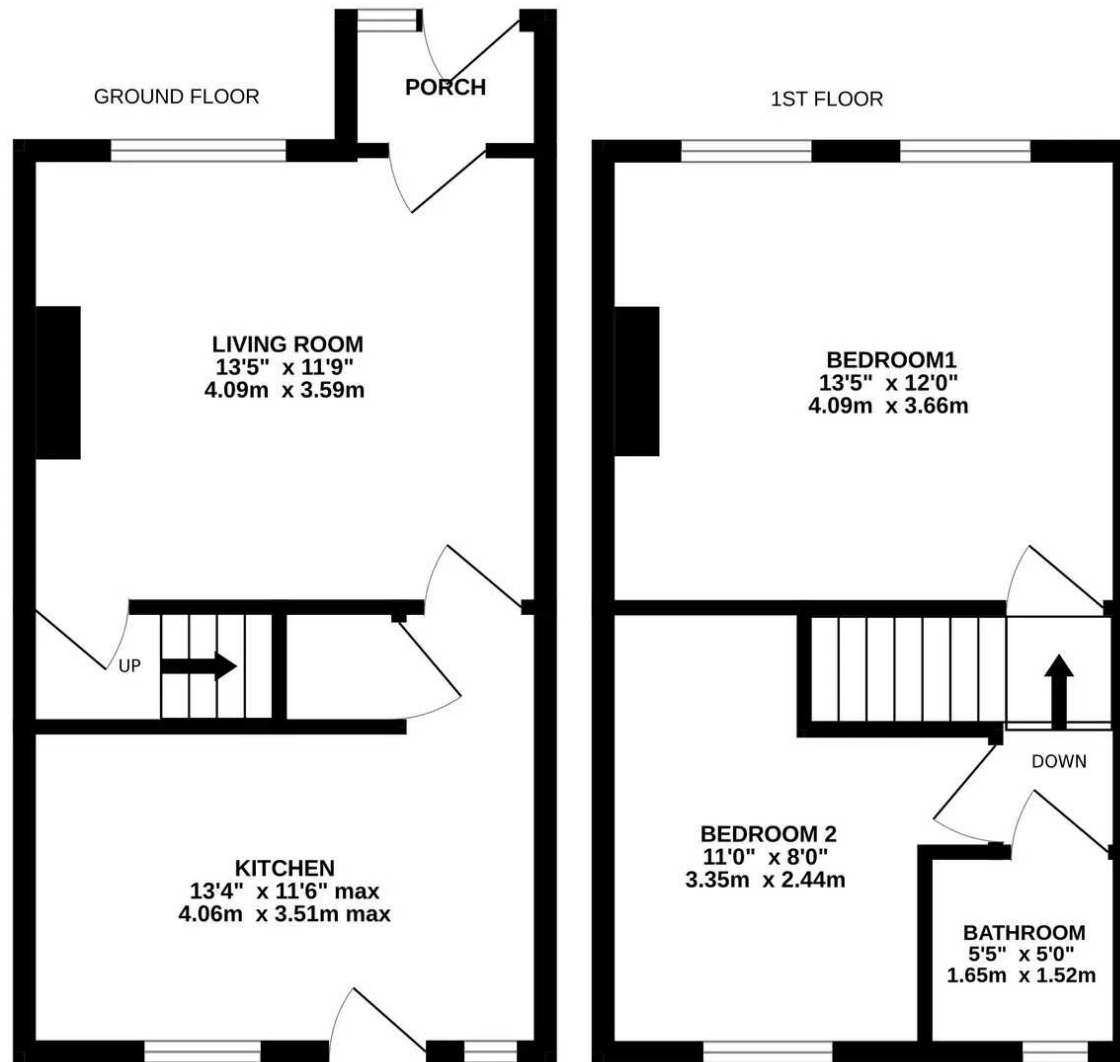 GROUND FLOOR
PORCH
LIVING ROOM
13'5" x 11'9"
4.09m x 3.59m
UP
KITCHEN
13'4" x 11'6" max
4.06m x 3.51m max
1ST FLOOR
BEDROOM1
13'5" x 12'0"
4.09m x 3.66m
DOWN
BEDROOM 2
11'0" x 8'0"
3.35m x 2.44m
BATHROOM
5'5" x 5'0"
1.65m x 1.52m